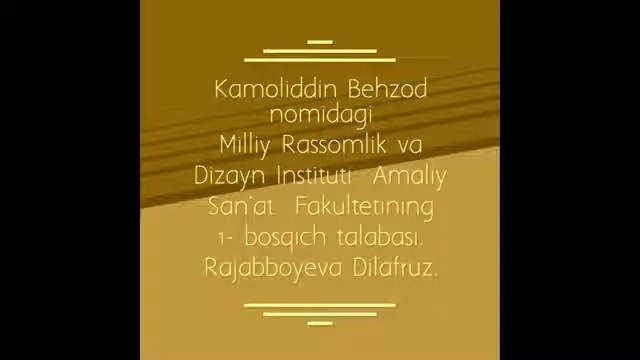 Kamoliddin Behzod
nomidagi
Milliy Rassomlik va
Dizayn Instituti Amaliy
San'at Fakultetining
1- bosqich talabasi.
Rajabboyeva Dilafruz.